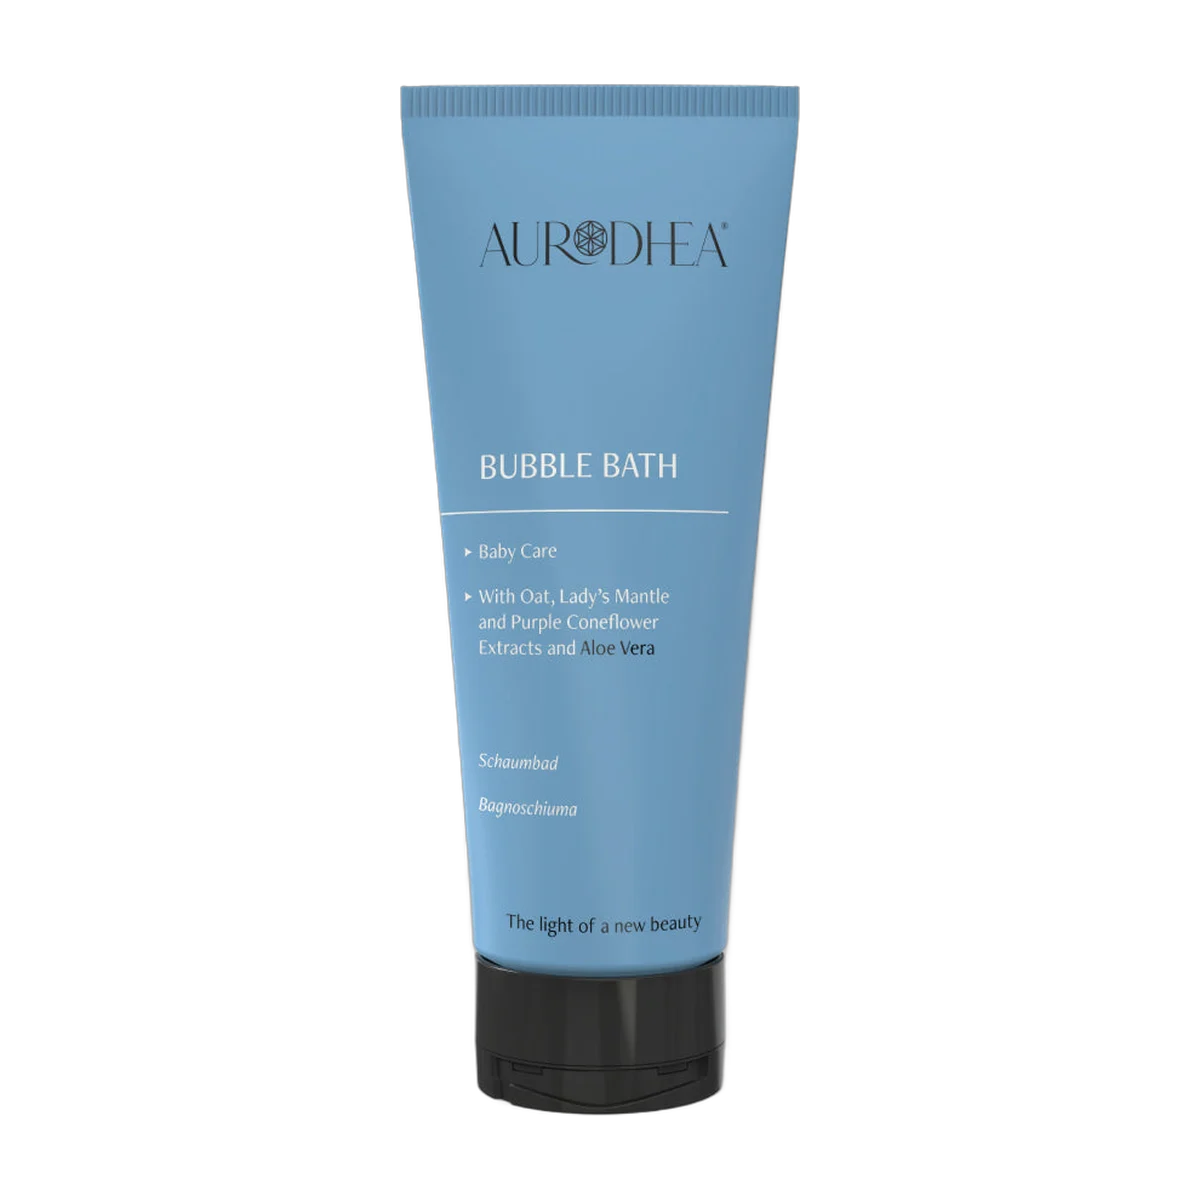 AURODHEA®
BUBBLE BATH
▸ Baby Care
▸ With Oat, Lady's Mantle
and Purple Coneflower
Extracts and Aloe Vera
Schaumbad
Bagnoschiuma
The light of a new beauty